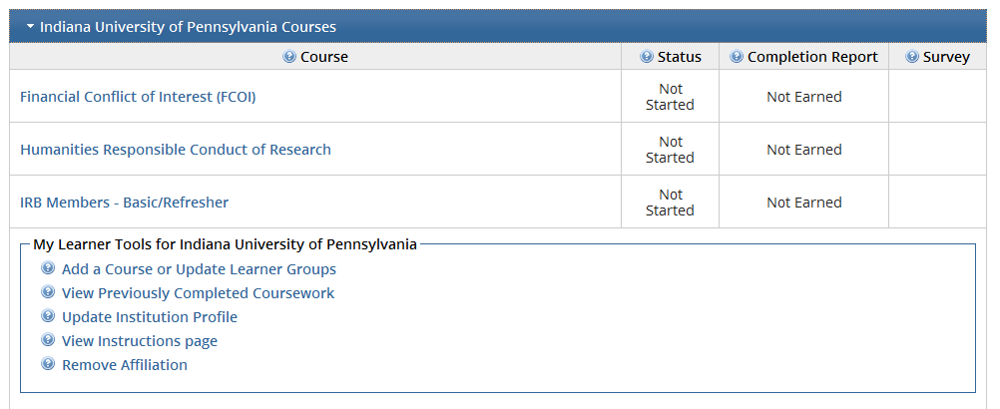 Indiana University of Pennsylvania Courses
Course Status Completion Report Survey
Financial Conflict of Interest (FCOI) Not Started Not Earned
Humanities Responsible Conduct of Research Not Started Not Earned
IRB Members - Basic/Refresher Not Started Not Earned
My Learner Tools for Indiana University of Pennsylvania
Add a Course or Update Learner Groups
View Previously Completed Coursework
Update Institution Profile
View Instructions page
Remove Affiliation